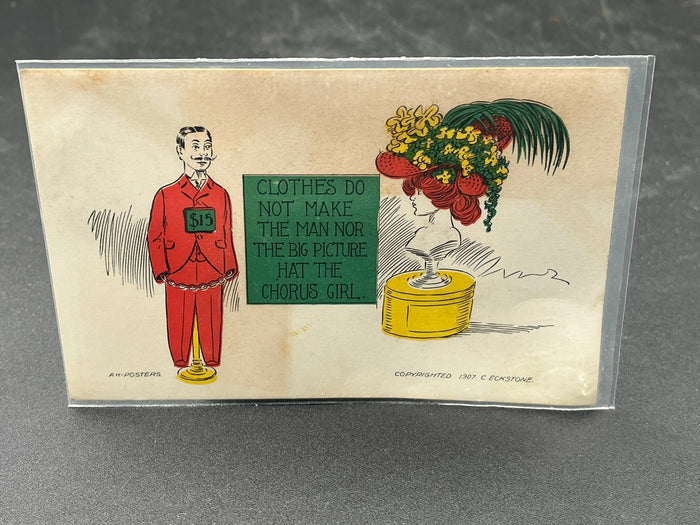 $15
CLOTHES DO
NOT MAKE
THE MAN NOR
THE BIG PICTURE
HAT THE
CHORUS GIRL.
AH-POSTERS.
COPYRIGHTED 1907. C. ECKSTONE.